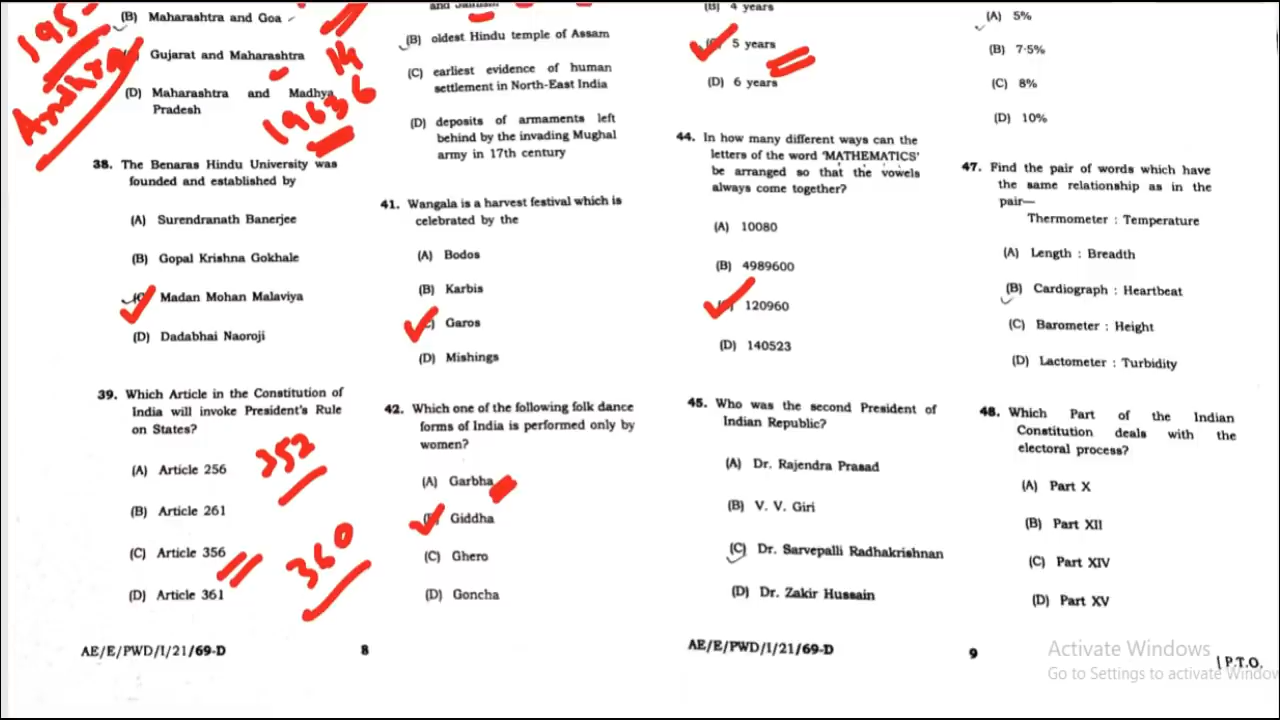 195
Andhra
(B) Maharashtra and Goa
Gujarat and Maharashtra
14
(D) Maharashtra and Madhya
Pradesh
19636
38. The Benaras Hindu University was
founded and established by
(A) Surendranath Banerjee
(B) Gopal Krishna Gokhale
Madan Mohan Malaviya
(D) Dadabhai Naoroji
39. Which Article in the Constitution of
India will invoke President's Rule
on States?
(A) Article 256
352
(B) Article 261
(C) Article 356
360
(D) Article 361
AE/E/PWD/I/21/69-D
8
(B) oldest Hindu temple of Assam
(C) earliest evidence of human
settlement in North-East India
(D) deposits of armaments left
behind by the invading Mughal
army in 17th century
41. Wangala is a harvest festival which is
celebrated by the
(A) Bodos
(B) Karbis
Garos
(D) Mishings
42. Which one of the following folk dance
forms of India is performed only by
women?
(A) Garbha
Giddha
(C) Ghero
(D) Goncha
(B) 4 years
5 years
(D) 6 years
44. In how many different ways can the
letters of the word 'MATHEMATICS'
be arranged so that the vowels
always come together?
(A) 10080
(B) 4989600
120960
(D) 140523
45. Who was the second President of
Indian Republic?
(A) Dr. Rajendra Prasad
(B) V. V. Giri
(C) Dr. Sarvepalli Radhakrishnan
(D) Dr. Zakir Hussain
AE/E/PWD/I/21/69-D
9
(A) 5%
(B) 7·5%
(C) 8%
(D) 10%
47. Find the pair of words which have
the same relationship as in the
pair—
Thermometer : Temperature
(A) Length : Breadth
(B) Cardiograph : Heartbeat
(C) Barometer : Height
(D) Lactometer : Turbidity
48. Which Part of the Indian
Constitution deals with the
electoral process?
(A) Part X
(B) Part XII
(C) Part XIV
(D) Part XV
Activate Windows
Go to Settings to activate Window
[ P.T.O.